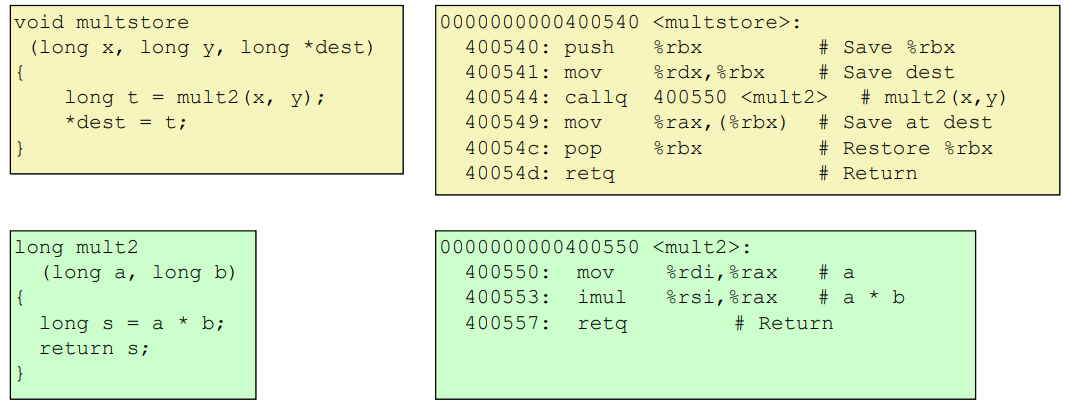 void multstore
(long x, long y, long *dest)
{
long t = mult2(x, y);
*dest = t;
}
0000000000400540 <multstore>:
400540: push %rbx # Save %rbx
400541: mov %rdx,%rbx # Save dest
400544: callq 400550 <mult2> # mult2(x,y)
400549: mov %rax,(%rbx) # Save at dest
40054c: pop %rbx # Restore %rbx
40054d: retq # Return
long mult2
(long a, long b)
{
long s = a * b;
return s;
}
0000000000400550 <mult2>:
400550: mov %rdi,%rax # a
400553: imul %rsi,%rax # a * b
400557: retq # Return